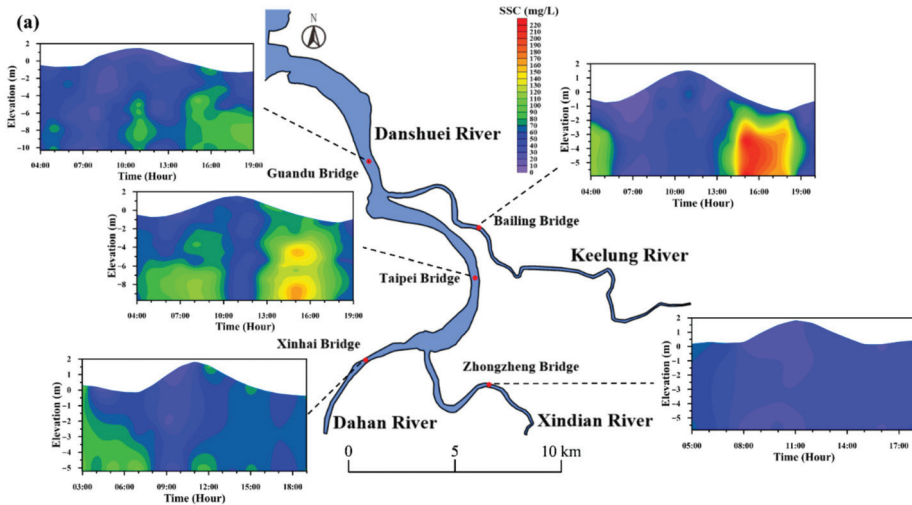 (a)
N
SSC (mg/L)
220
210
200
190
180
170
160
150
140
130
120
110
100
90
80
70
60
50
40
30
20
10
0
Elevation (m)
2
0
-2
-4
-6
-8
-10
04:00 07:00 10:00 13:00 16:00 19:00
Time (Hour)
Elevation (m)
2
1
0
-1
-2
-3
-4
-5
04:00 07:00 10:00 13:00 16:00 19:00
Time (Hour)
Danshuei River
Guandu Bridge
Bailing Bridge
Keelung River
Elevation (m)
2
0
-2
-4
-6
-8
04:00 07:00 10:00 13:00 16:00 19:00
Time (Hour)
Taipei Bridge
Xinhai Bridge
Zhongzheng Bridge
Elevation (m)
2
1
0
-1
-2
-3
-4
-5
03:00 06:00 09:00 12:00 15:00 18:00
Time (Hour)
Dahan River
Xindian River
Elevation (m)
2
1
0
-1
-2
-3
-4
-5
05:00 08:00 11:00 14:00 17:00
Time (Hour)
0 5 10 km